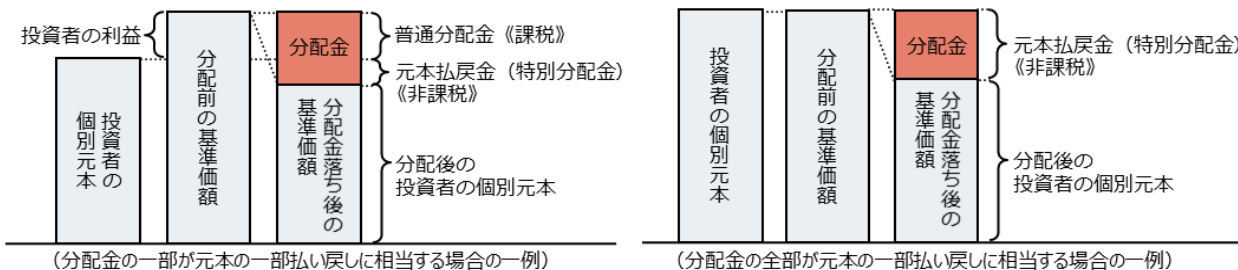 投資者の利益
投資者の
個別元本
分配前の基準価額
分配金
分配金落ち後の
基準価額
普通分配金《課税》
元本払戻金（特別分配金）
《非課税》
分配後の
投資者の個別元本
（分配金の一部が元本の一部払い戻しに相当する場合の一例）
投資者の個別元本
分配前の基準価額
分配金
分配金落ち後の
基準価額
元本払戻金（特別分配金）
《非課税》
分配後の
投資者の個別元本
（分配金の全部が元本の一部払い戻しに相当する場合の一例）